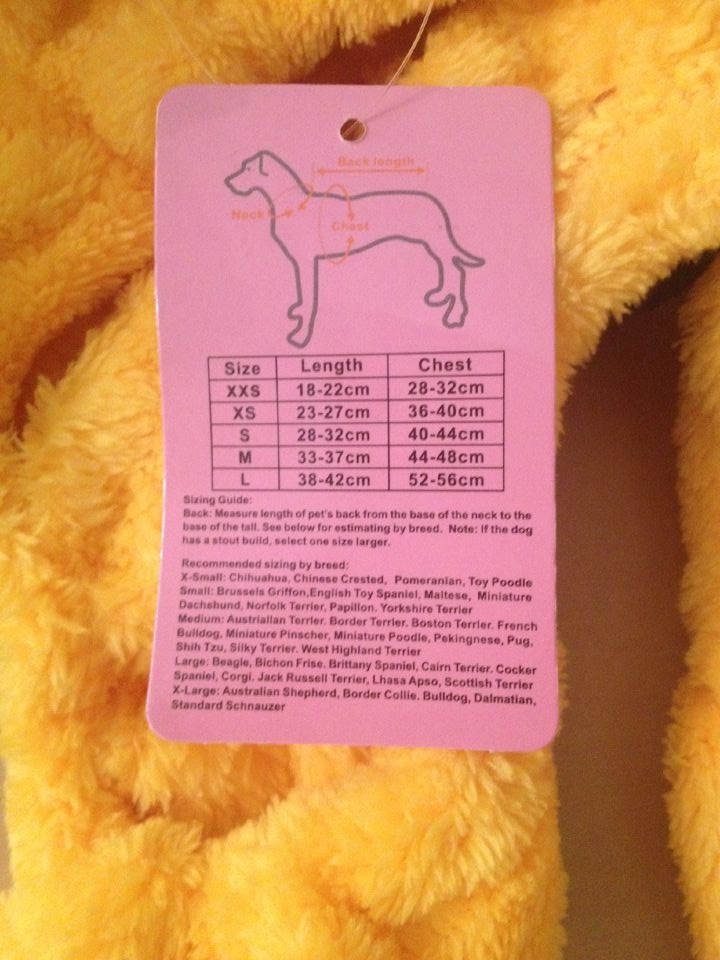 Back length
Neck
Chest
Size Length Chest
XXS 18-22cm 28-32cm
XS 23-27cm 36-40cm
S 28-32cm 40-44cm
M 33-37cm 44-48cm
L 38-42cm 52-56cm
Sizing Guide:
Back: Measure length of pet's back from the base of the neck to the
base of the tall. See below for estimating by breed. Note: If the dog
has a stout build, select one size larger.
Recommended sizing by breed:
X-Small: Chihuahua, Chinese Crested, Pomeranian, Toy Poodle
Small: Brussels Griffon,English Toy Spaniel, Maltese, Miniature
Dachshund, Norfolk Terrier, Papillon. Yorkshire Terrier
Medium: Austriallan Terrier. Border Terrier. Boston Terrier. French
Bulldog, Miniature Pinscher, Miniature Poodle, Pekingnese, Pug,
Shih Tzu, Silky Terrier. West Highland Terrier
Large: Beagle, Bichon Frise. Brittany Spaniel, Cairn Terrier. Cocker
Spaniel, Corgi. Jack Russell Terrier, Lhasa Apso, Scottish Terrier
X-Large: Australian Shepherd, Border Collie. Bulldog, Dalmatian,
Standard Schnauzer